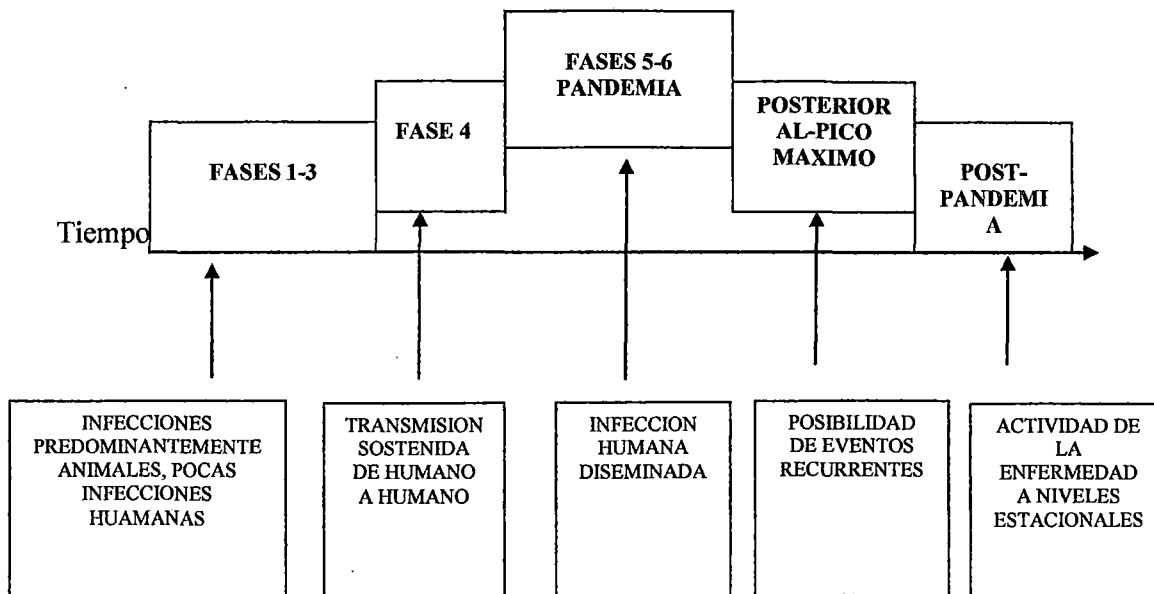 FASES 5-6
PANDEMIA
FASE 4
POSTERIOR
AL-PICO
MAXIMO
FASES 1-3
POST-
PANDEMI
A
Tiempo
INFECCIONES
PREDOMINANTEMENTE
ANIMALES, POCAS
INFECCIONES
HUAMANAS
TRANSMISION
SOSTENIDA
DE HUMANO
A HUMANO
INFECCION
HUMANA
DISEMINADA
POSIBILIDAD
DE EVENTOS
RECURRENTES
ACTIVIDAD DE
LA
ENFERMEDAD
A NIVELES
ESTACIONALES